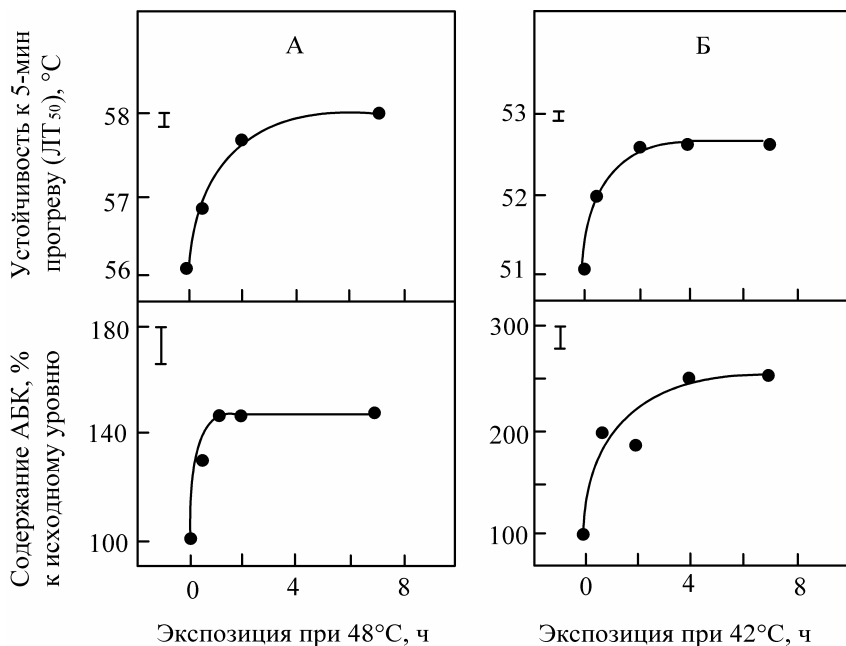 А
Б
Устойчивость к 5-мин
прогреву (ЛТ50), °С
58
57
56
53
52
51
Содержание АБК, %
к исходному уровню
180
140
100
300
200
100
0 4 8
0 4 8
Экспозиция при 48°С, ч
Экспозиция при 42°С, ч